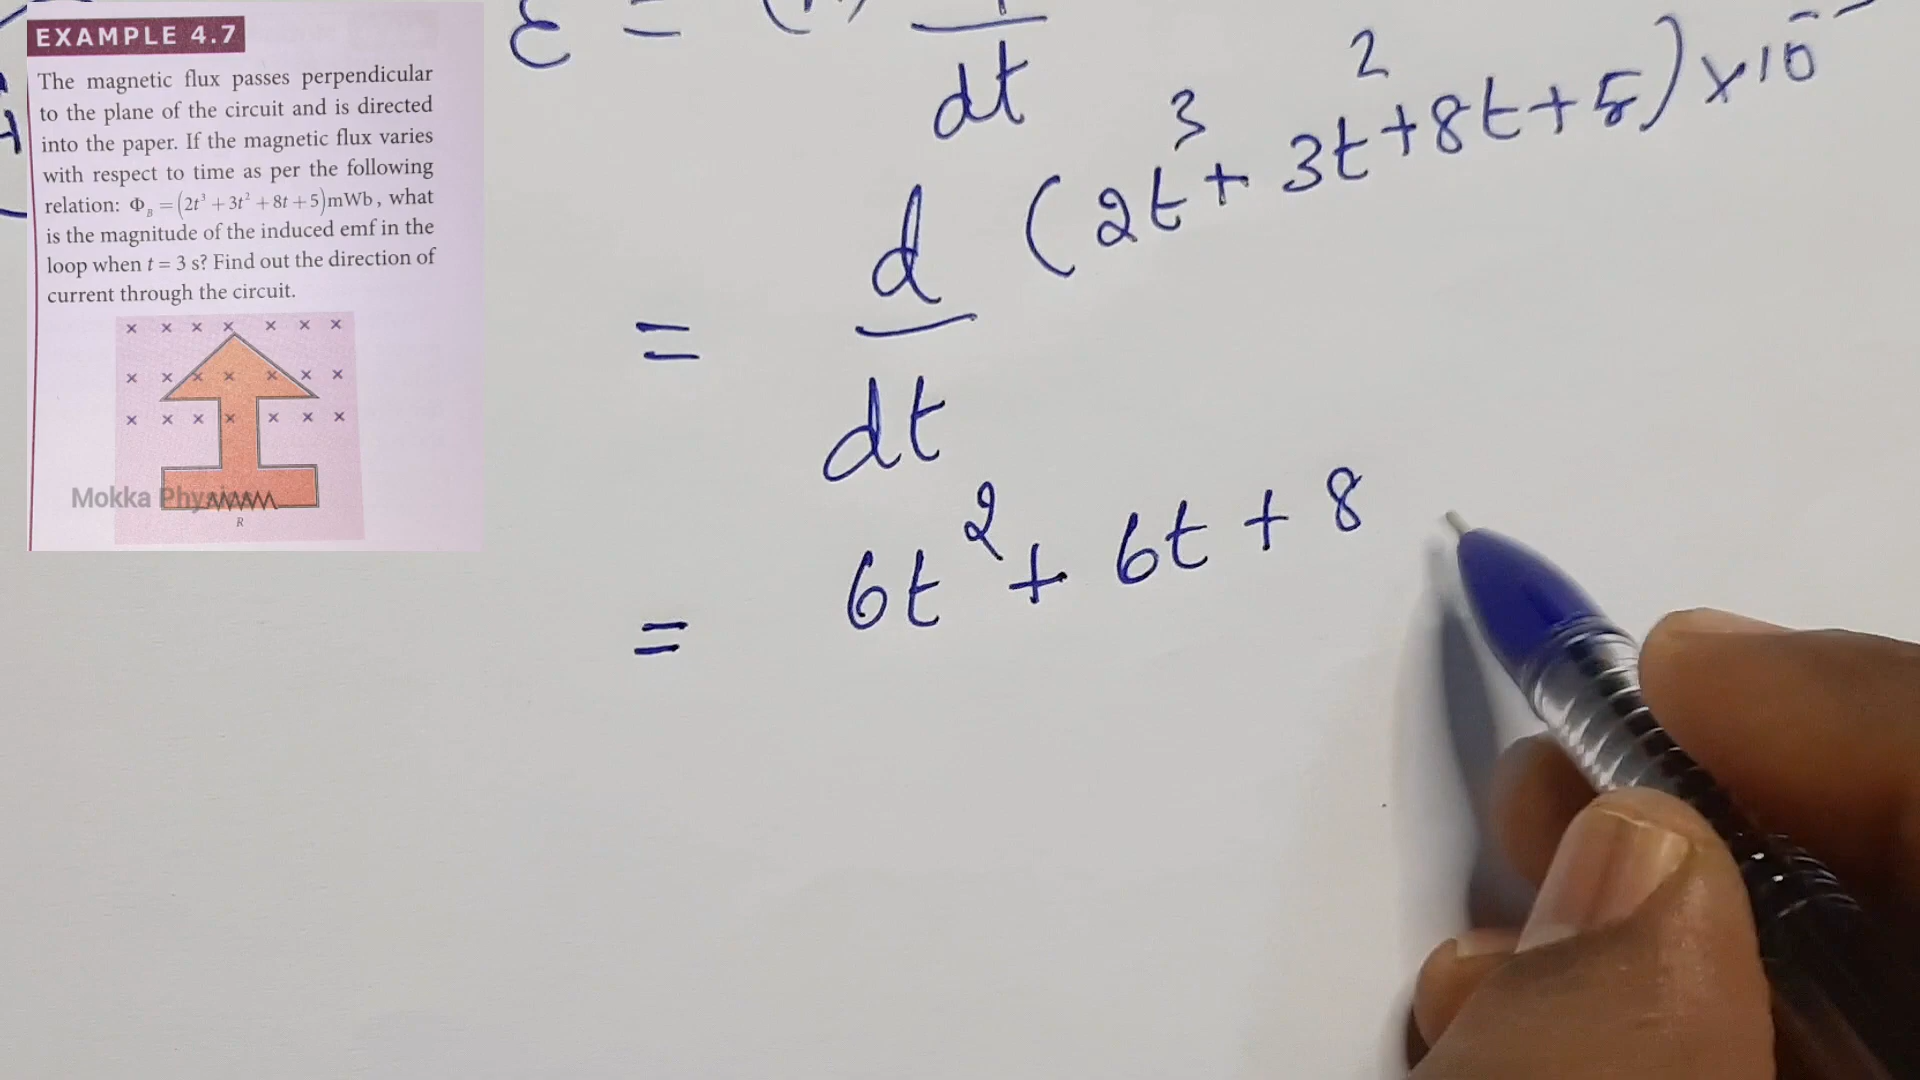 EXAMPLE 4.7
The magnetic flux passes perpendicular
to the plane of the circuit and is directed
into the paper. If the magnetic flux varies
with respect to time as per the following
relation: Φ_B = (2t³ + 3t² + 8t + 5)mWb, what
is the magnitude of the induced emf in the
loop when t = 3 s? Find out the direction of
current through the circuit.
× × × × × × ×
× × × × × × ×
× × × × × × ×
Mokka Physics
R
ε =
dt
= d/dt (2t³ + 3t² + 8t + 5) × 10
= 6t² + 6t + 8